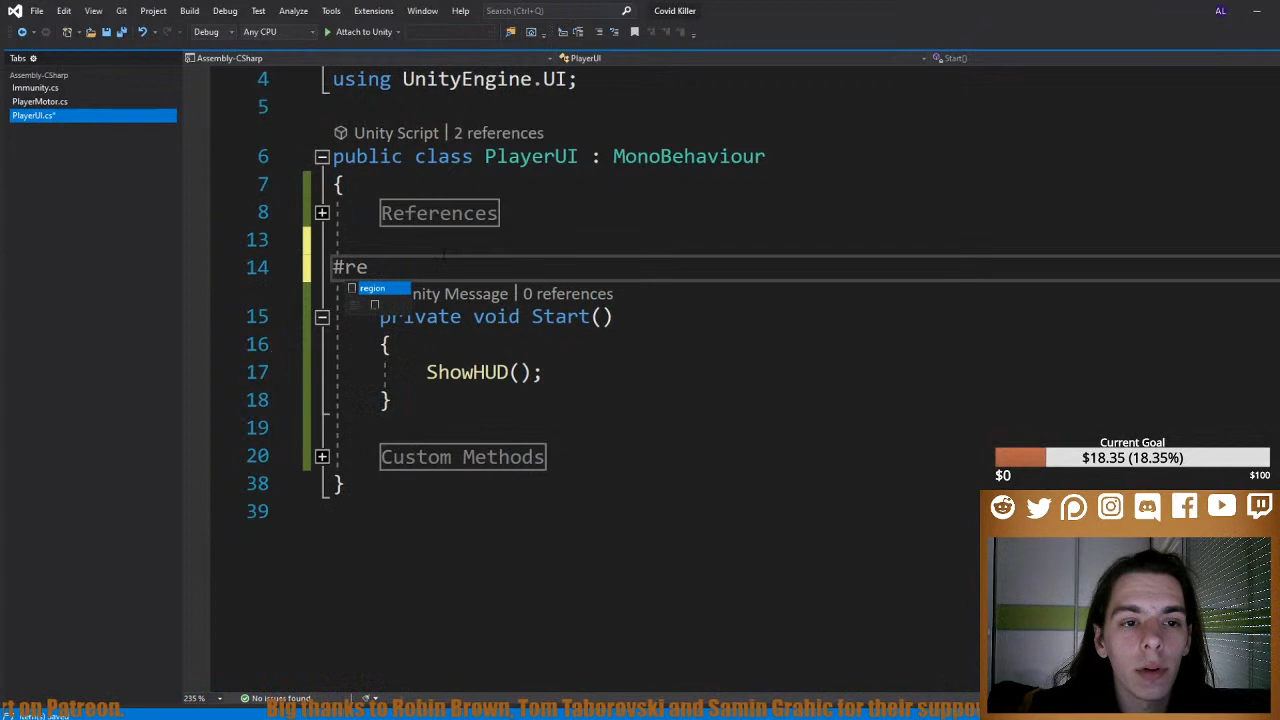 File Edit View Git Project Build Debug Test Analyze Tools Extensions Window Help Search (Ctrl+Q) Covid Killer AL
Debug Any CPU Attach to Unity
Tabs
Assembly-CSharp PlayerUI Start()
Assembly-CSharp
Immunity.cs
PlayerMotor.cs
PlayerUI.cs*
4 using UnityEngine.UI;
5
Unity Script | 2 references
6 public class PlayerUI : MonoBehaviour
7 {
8 References
13
14 #re
region
nity Message | 0 references
15 private void Start()
16 {
17 ShowHUD();
18 }
19
20 Custom Methods
38 }
39
Current Goal
$18.35 (18.35%)
$0 $100
235 % No issues found
rt on Patreon. Big thanks to Robin Brown, Tom Taborovski and Samin Grahic for their suppo